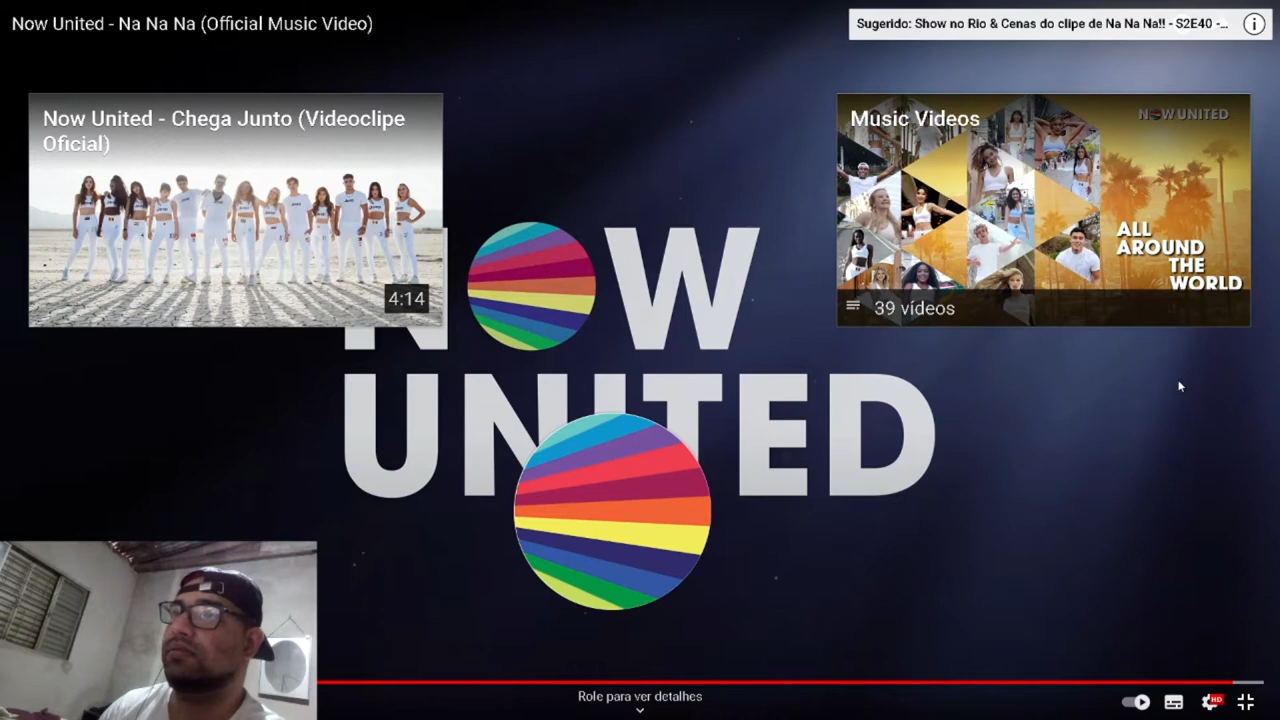 Now United - Na Na Na (Official Music Video)
Sugerido: Show no Rio & Cenas do clipe de Na Na Na!! - S2E40 -...
Now United - Chega Junto (Videoclipe
Oficial)
4:14
Music Videos
NOW UNITED
ALL
AROUND
THE
WORLD
39 vídeos
NOW
UNITED
Role para ver detalhes
HD